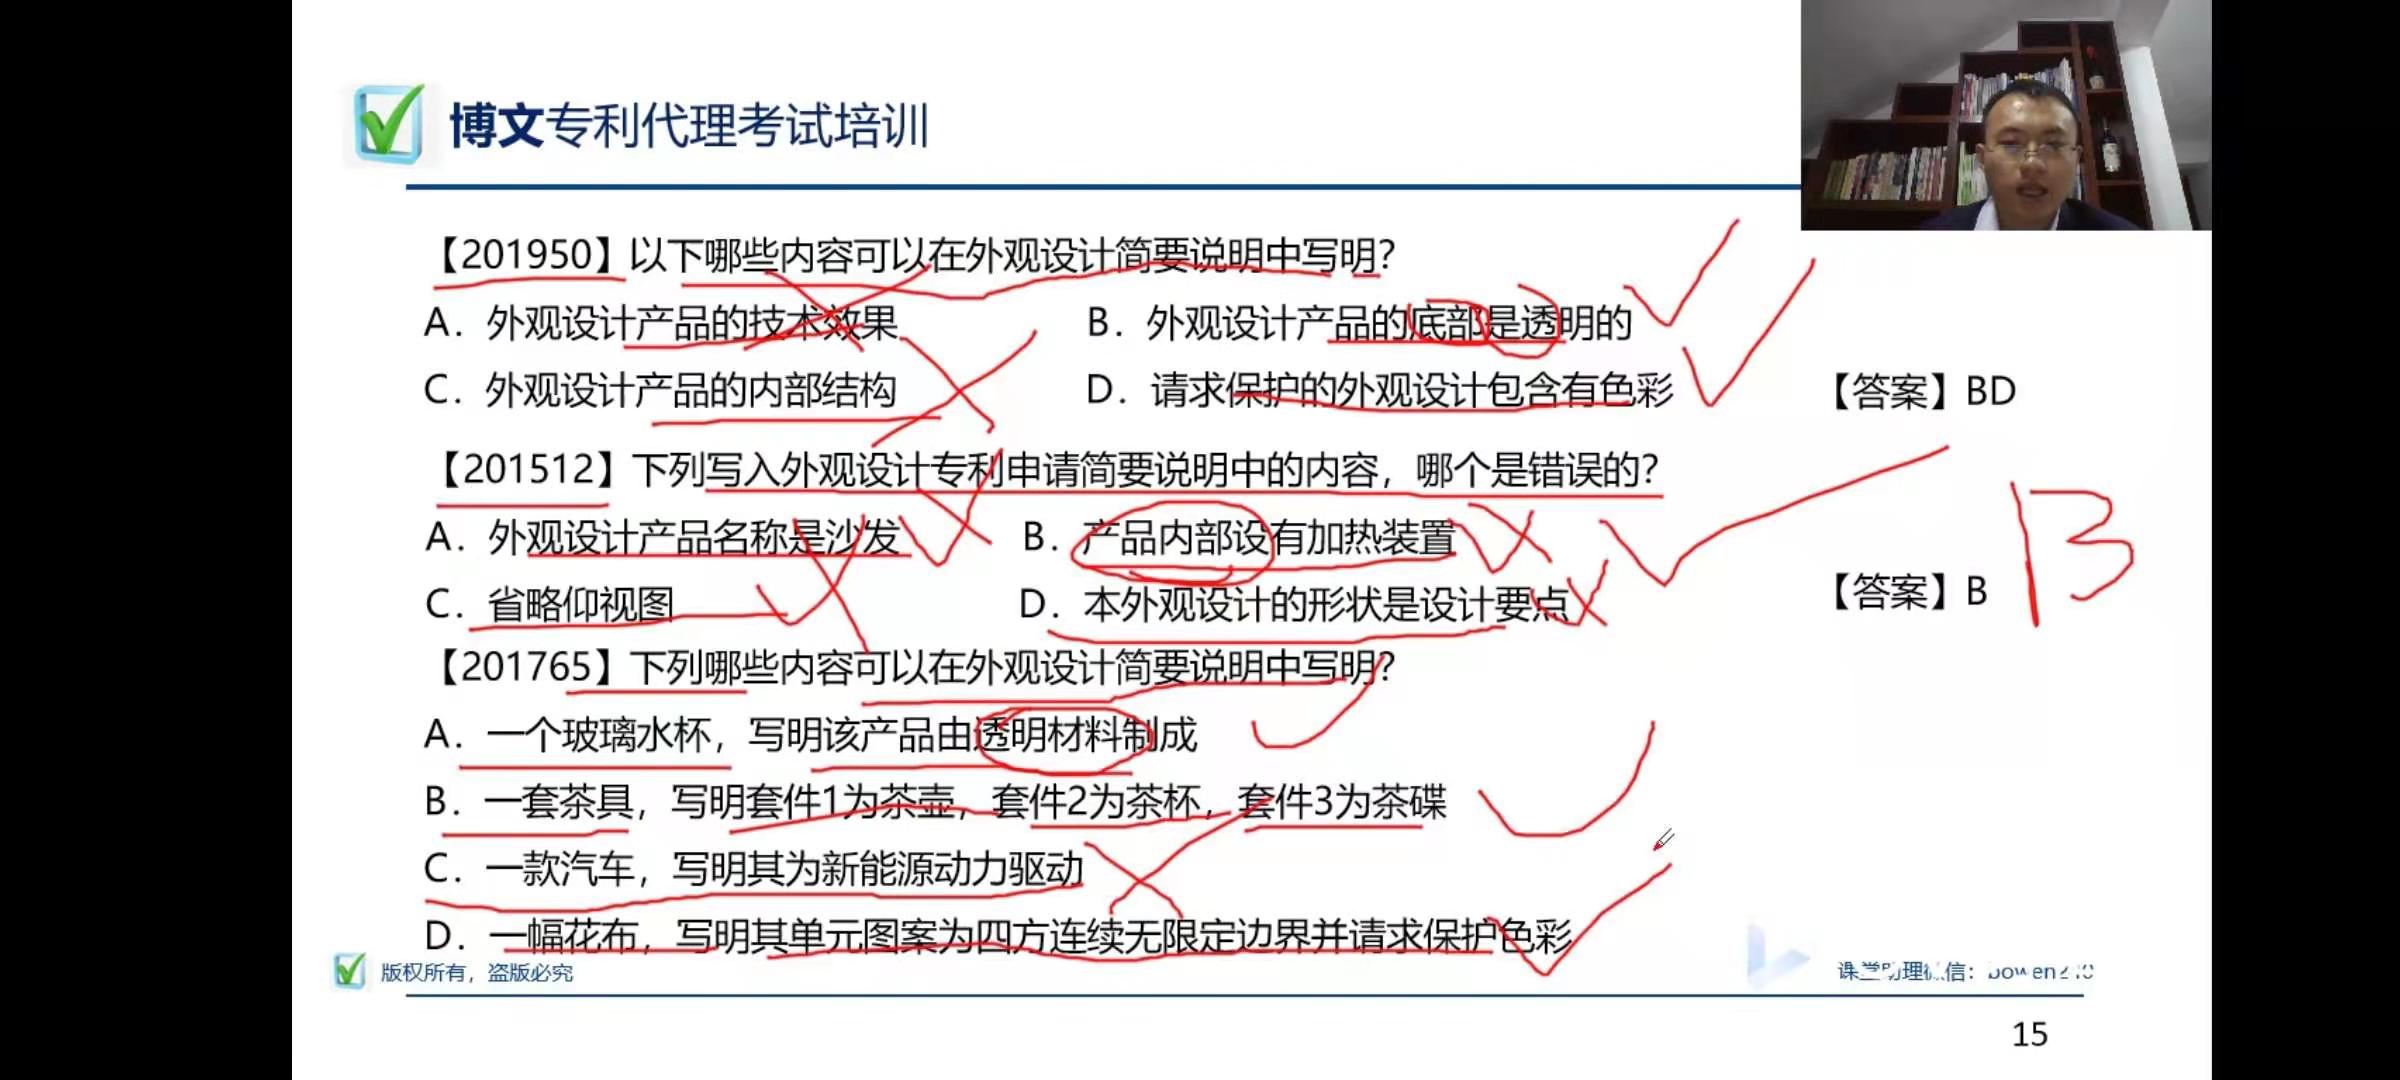 博文专利代理考试培训
【201950】以下哪些内容可以在外观设计简要说明中写明？
A．外观设计产品的技术效果 B．外观设计产品的底部是透明的
C．外观设计产品的内部结构 D．请求保护的外观设计包含有色彩 【答案】BD
【201512】下列写入外观设计专利申请简要说明中的内容，哪个是错误的？
A．外观设计产品名称是沙发 B．产品内部设有加热装置
B
C．省略仰视图 D．本外观设计的形状是设计要点 【答案】B
【201765】下列哪些内容可以在外观设计简要说明中写明？
A．一个玻璃水杯，写明该产品由透明材料制成
B．一套茶具，写明套件1为茶壶，套件2为茶杯，套件3为茶碟
C．一款汽车，写明其为新能源动力驱动
D．一幅花布，写明其单元图案为四方连续无限定边界并请求保护色彩
版权所有，盗版必究 课堂助理微信：
15